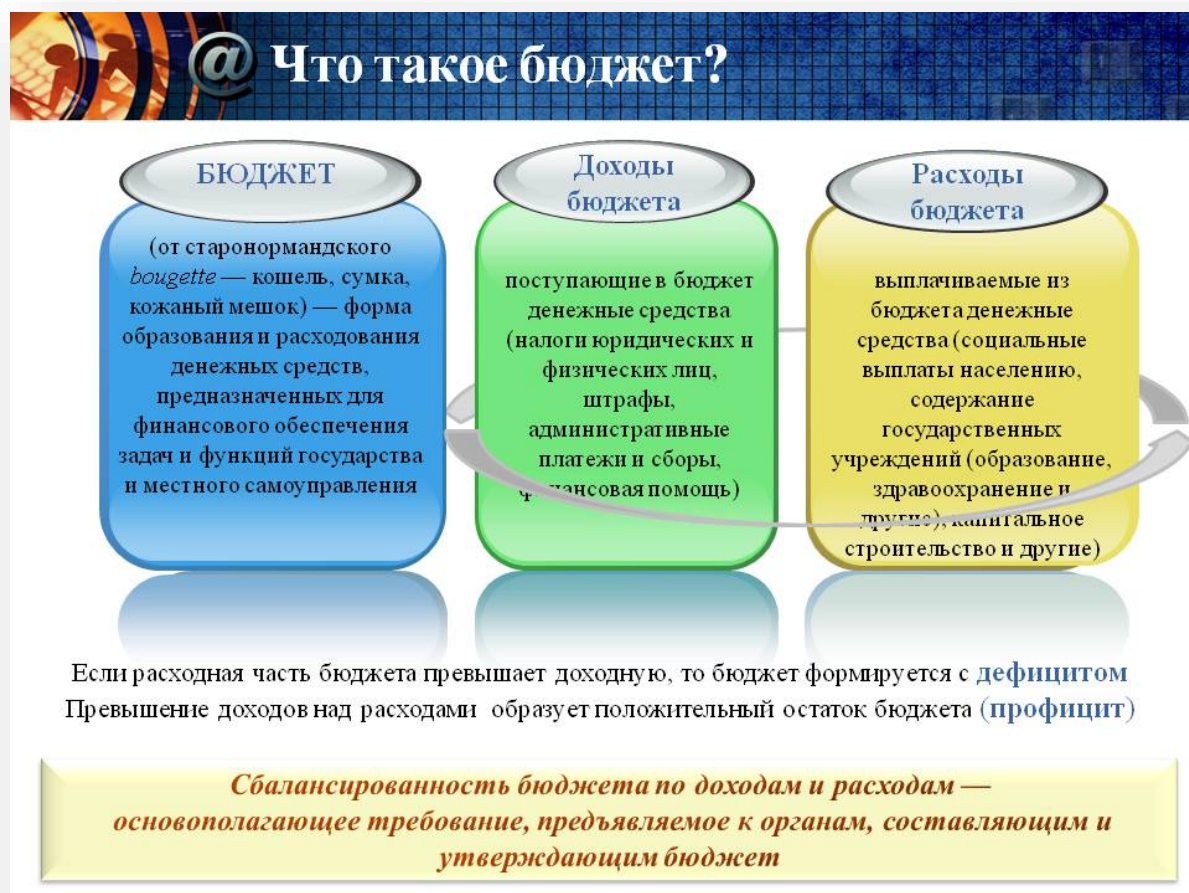 @ Что такое бюджет?
БЮДЖЕТ
(от старонормандского
bougette — кошель, сумка,
кожаный мешок) — форма
образования и расходования
денежных средств,
предназначенных для
финансового обеспечения
задач и функций государства
и местного самоуправления
Доходы
бюджета
поступающие в бюджет
денежные средства
(налоги юридических и
физических лиц,
штрафы,
административные
платежи и сборы,
финансовая помощь)
Расходы
бюджета
выплачиваемые из
бюджета денежные
средства (социальные
выплаты населению,
содержание
государственных
учреждений (образование,
здравоохранение и
другие), капитальное
строительство и другие)
Если расходная часть бюджета превышает доходную, то бюджет формируется с дефицитом
Превышение доходов над расходами образует положительный остаток бюджета (профицит)
Сбалансированность бюджета по доходам и расходам —
основополагающее требование, предъявляемое к органам, составляющим и
утверждающим бюджет